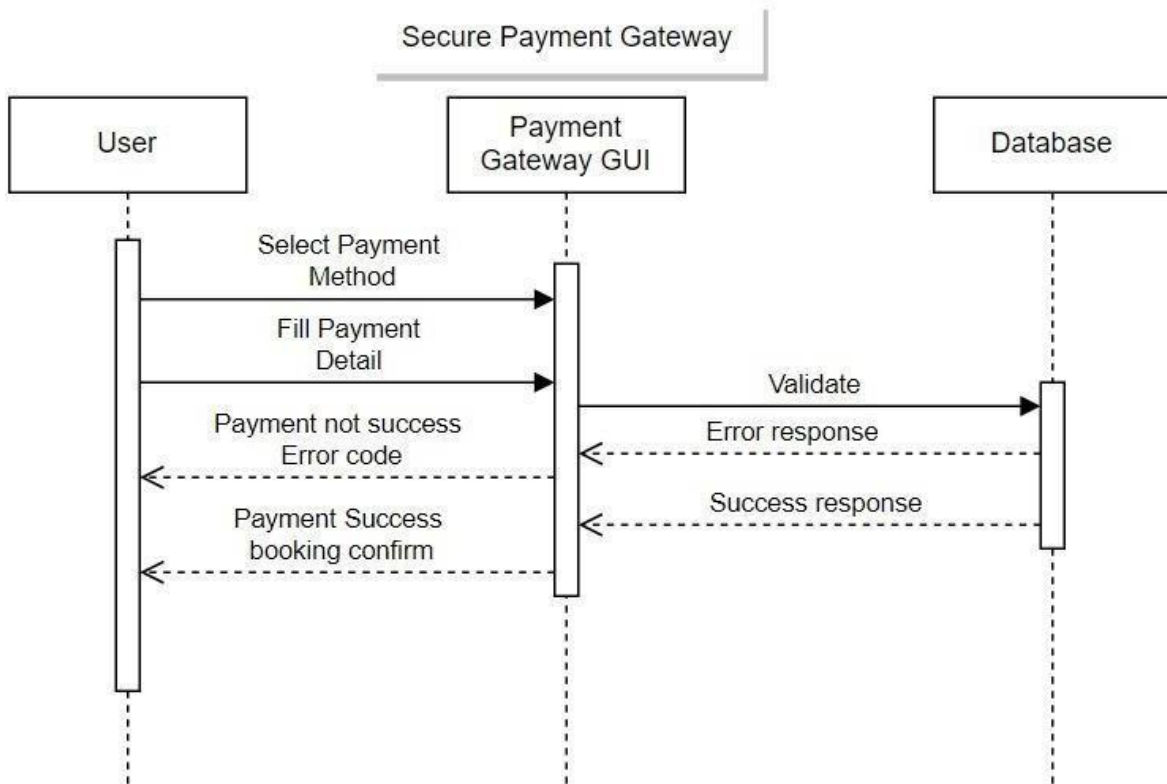 Secure Payment Gateway
User
Payment
Gateway GUI
Database
Select Payment
Method
Fill Payment
Detail
Validate
Payment not success
Error code
Error response
Success response
Payment Success
booking confirm